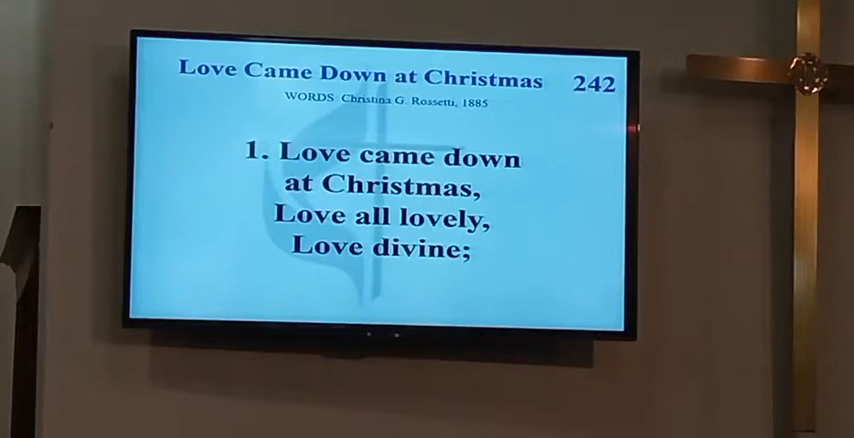 Love Came Down at Christmas 242
WORDS: Christina G. Rossetti, 1885
1. Love came down
at Christmas,
Love all lovely,
Love divine;